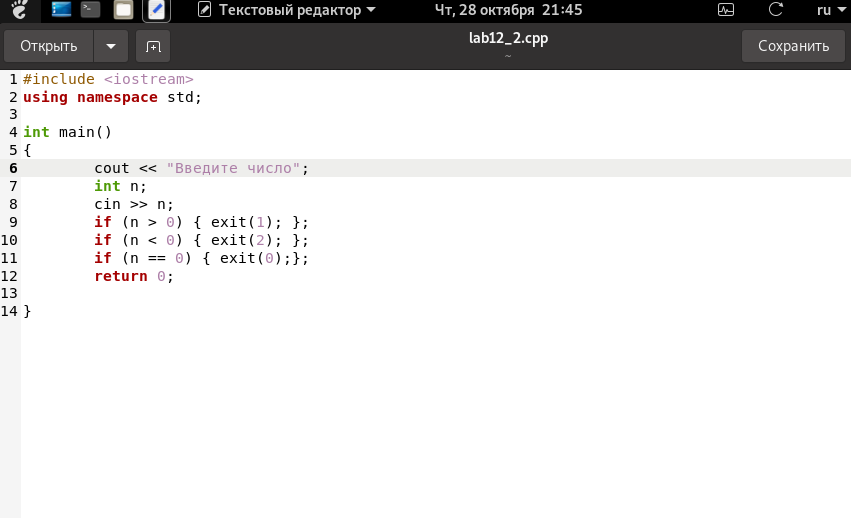 Текстовый редактор Чт, 28 октября 21:45 ru
Открыть lab12_2.cpp Сохранить
~
1 #include <iostream>
2 using namespace std;
3
4 int main()
5 {
6 cout << "Введите число";
7 int n;
8 cin >> n;
9 if (n > 0) { exit(1); };
10 if (n < 0) { exit(2); };
11 if (n == 0) { exit(0);};
12 return 0;
13
14 }